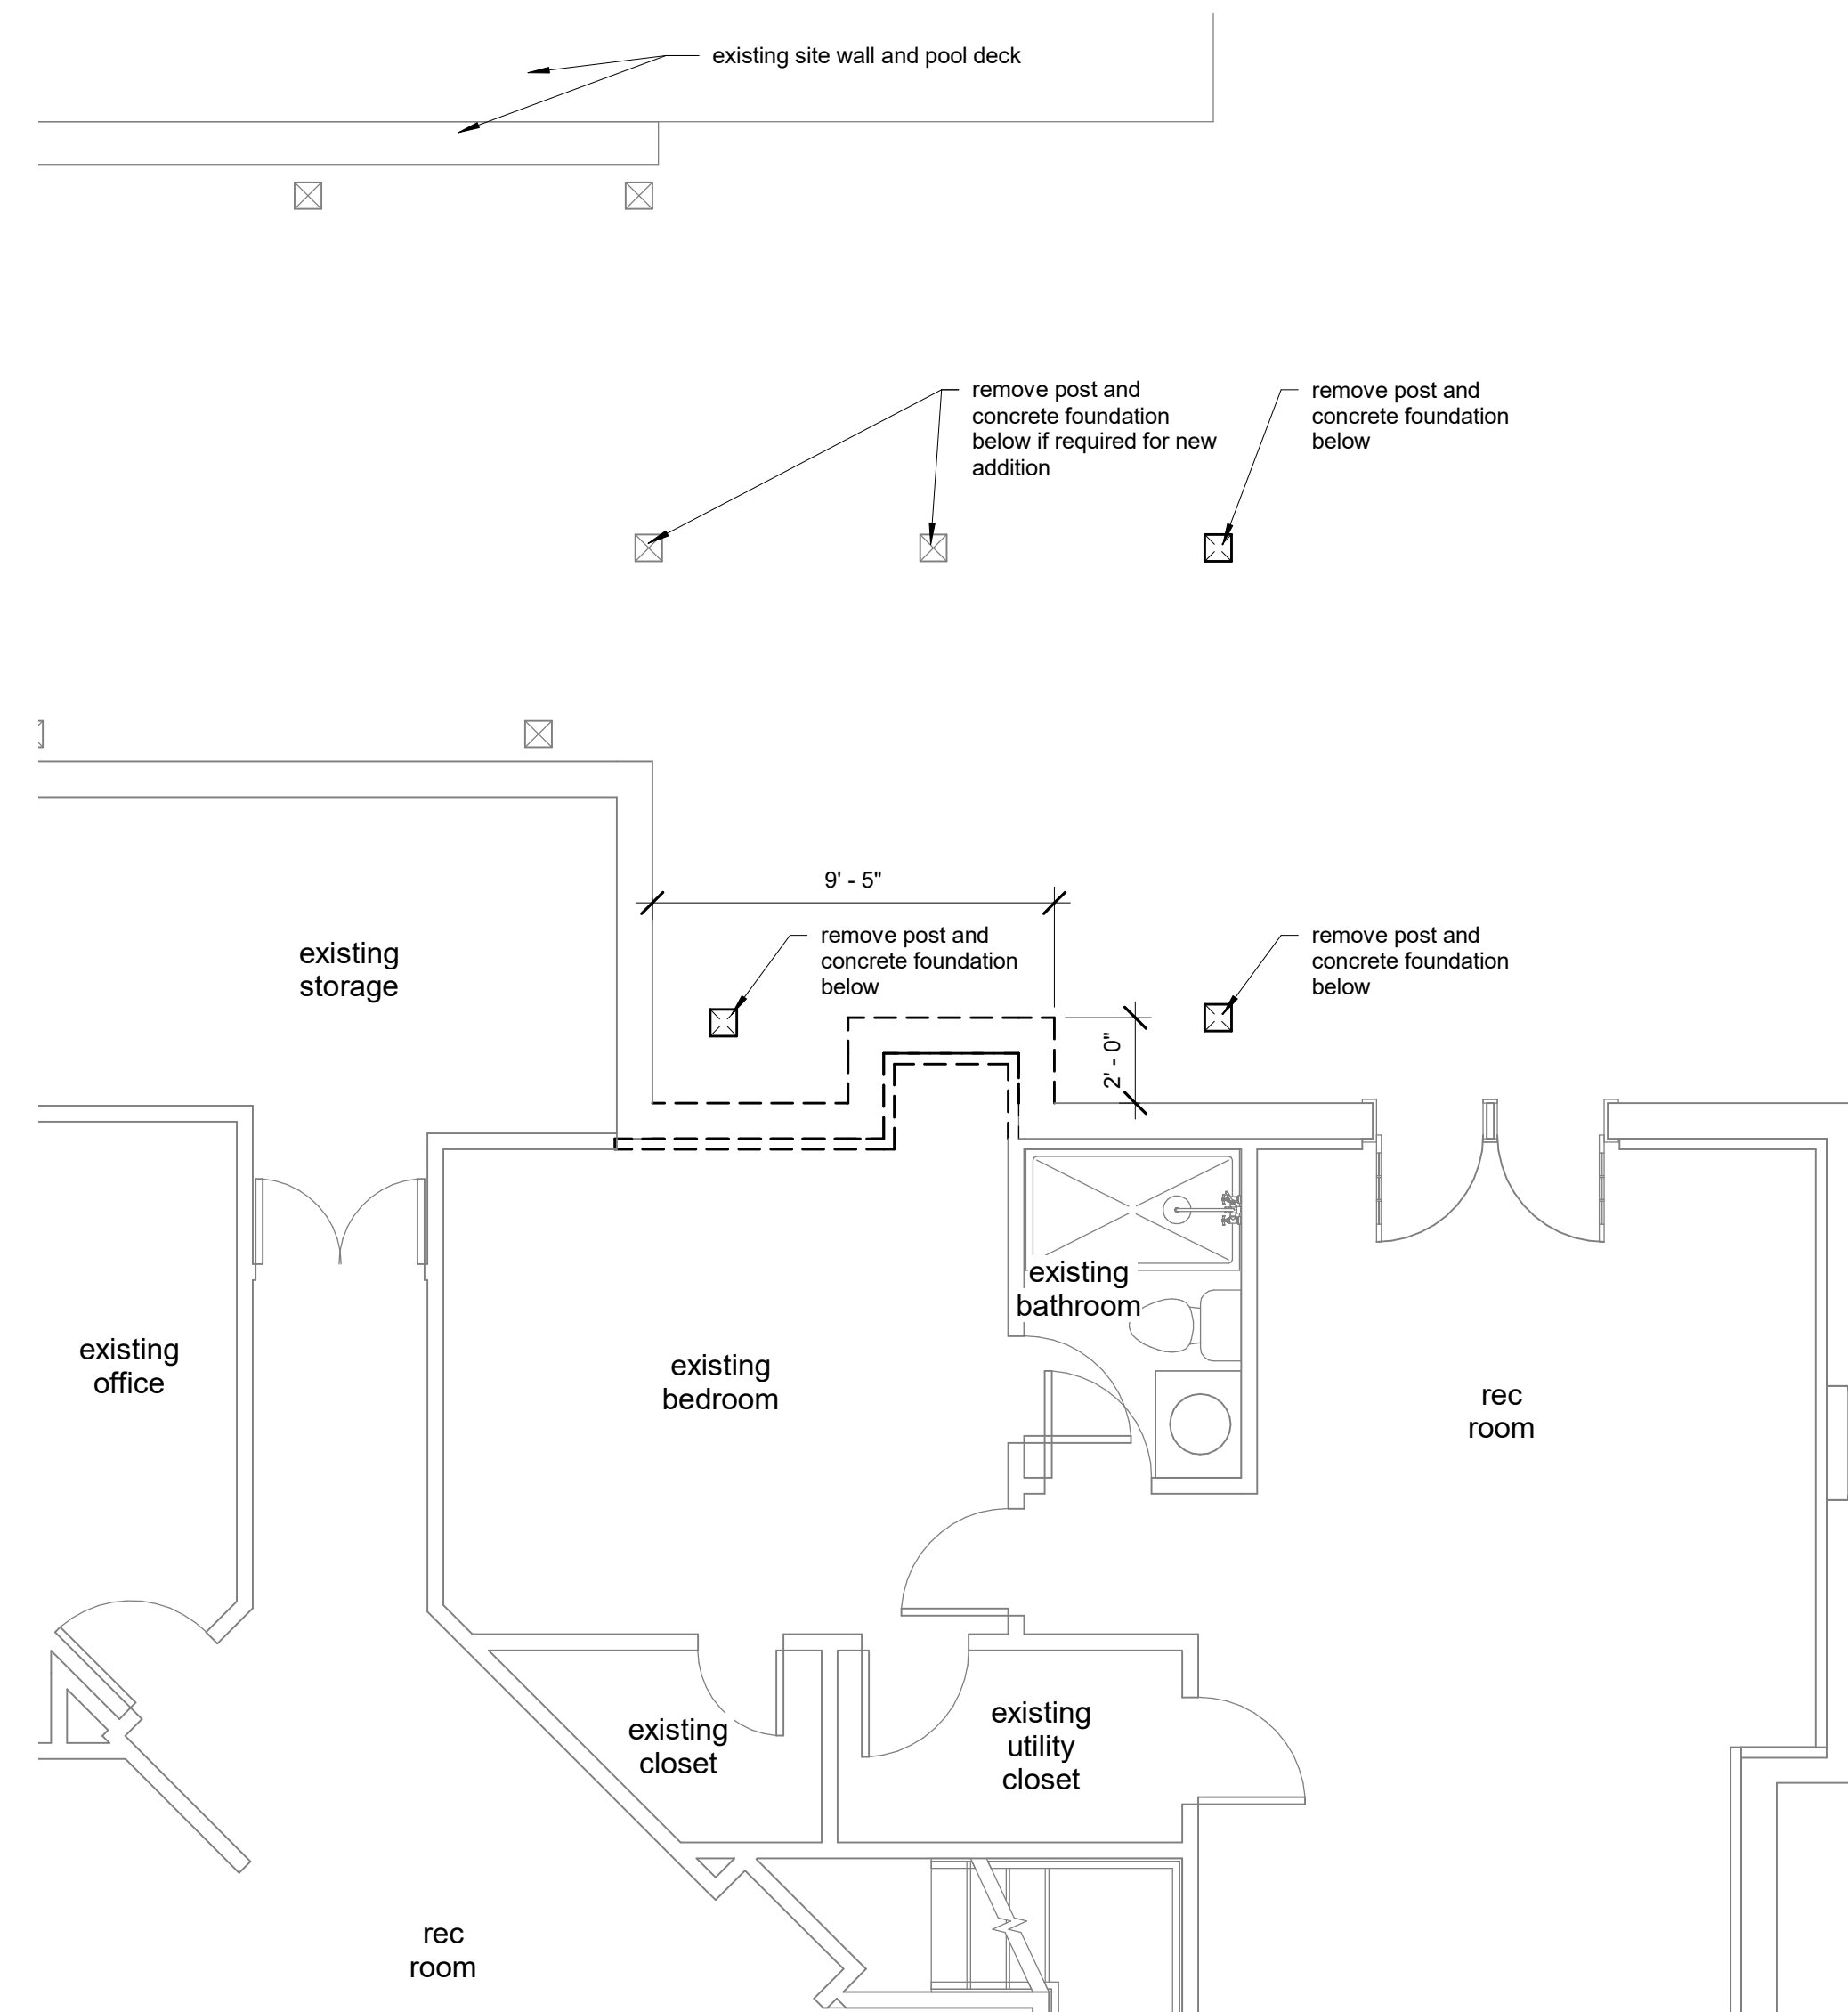 existing site wall and pool deck
remove post and
concrete foundation
below if required for new
addition
remove post and
concrete foundation
below
9' - 5"
remove post and
concrete foundation
below
remove post and
concrete foundation
below
2' - 0"
existing
storage
existing
bathroom
existing
office
existing
bedroom
rec
room
existing
closet
existing
utility
closet
rec
room